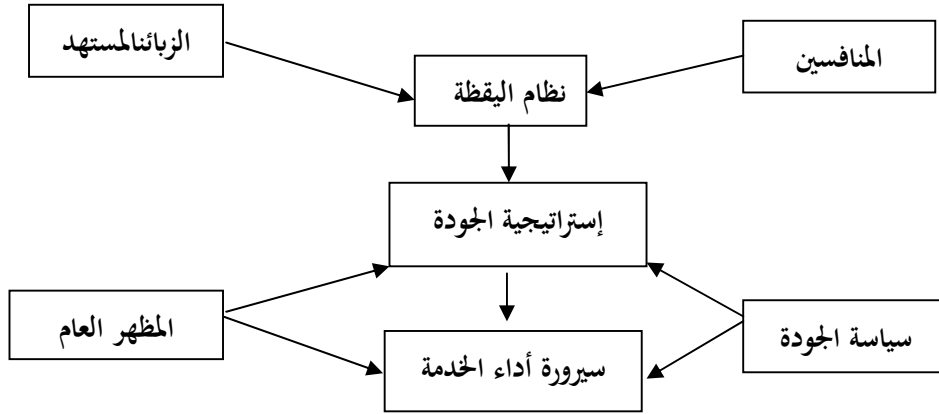 الزبائنالمستهد
المنافسين
نظام اليقظة
إستراتيجية الجودة
المظهر العام
سياسة الجودة
سيرورة أداء الخدمة